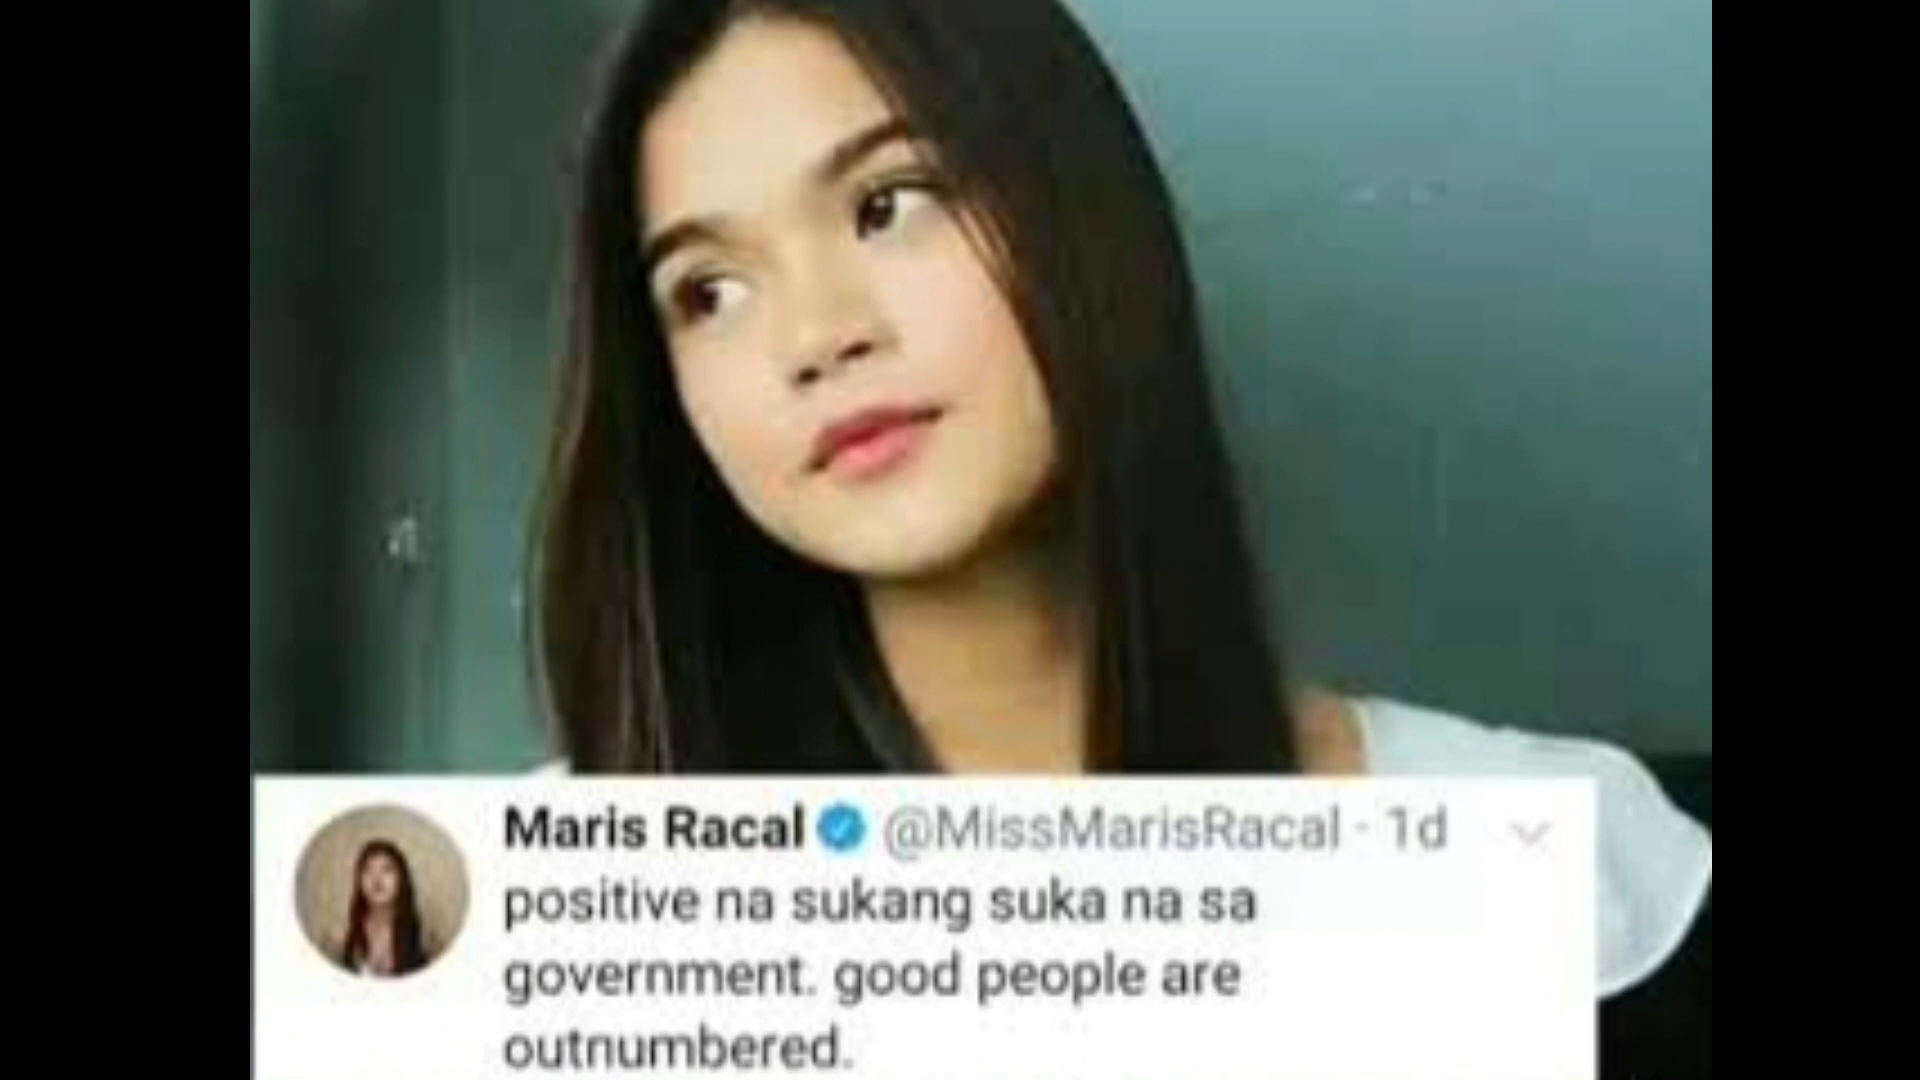 Maris Racal @MissMarisRacal · 1d
positive na sukang suka na sa
government. good people are
outnumbered.